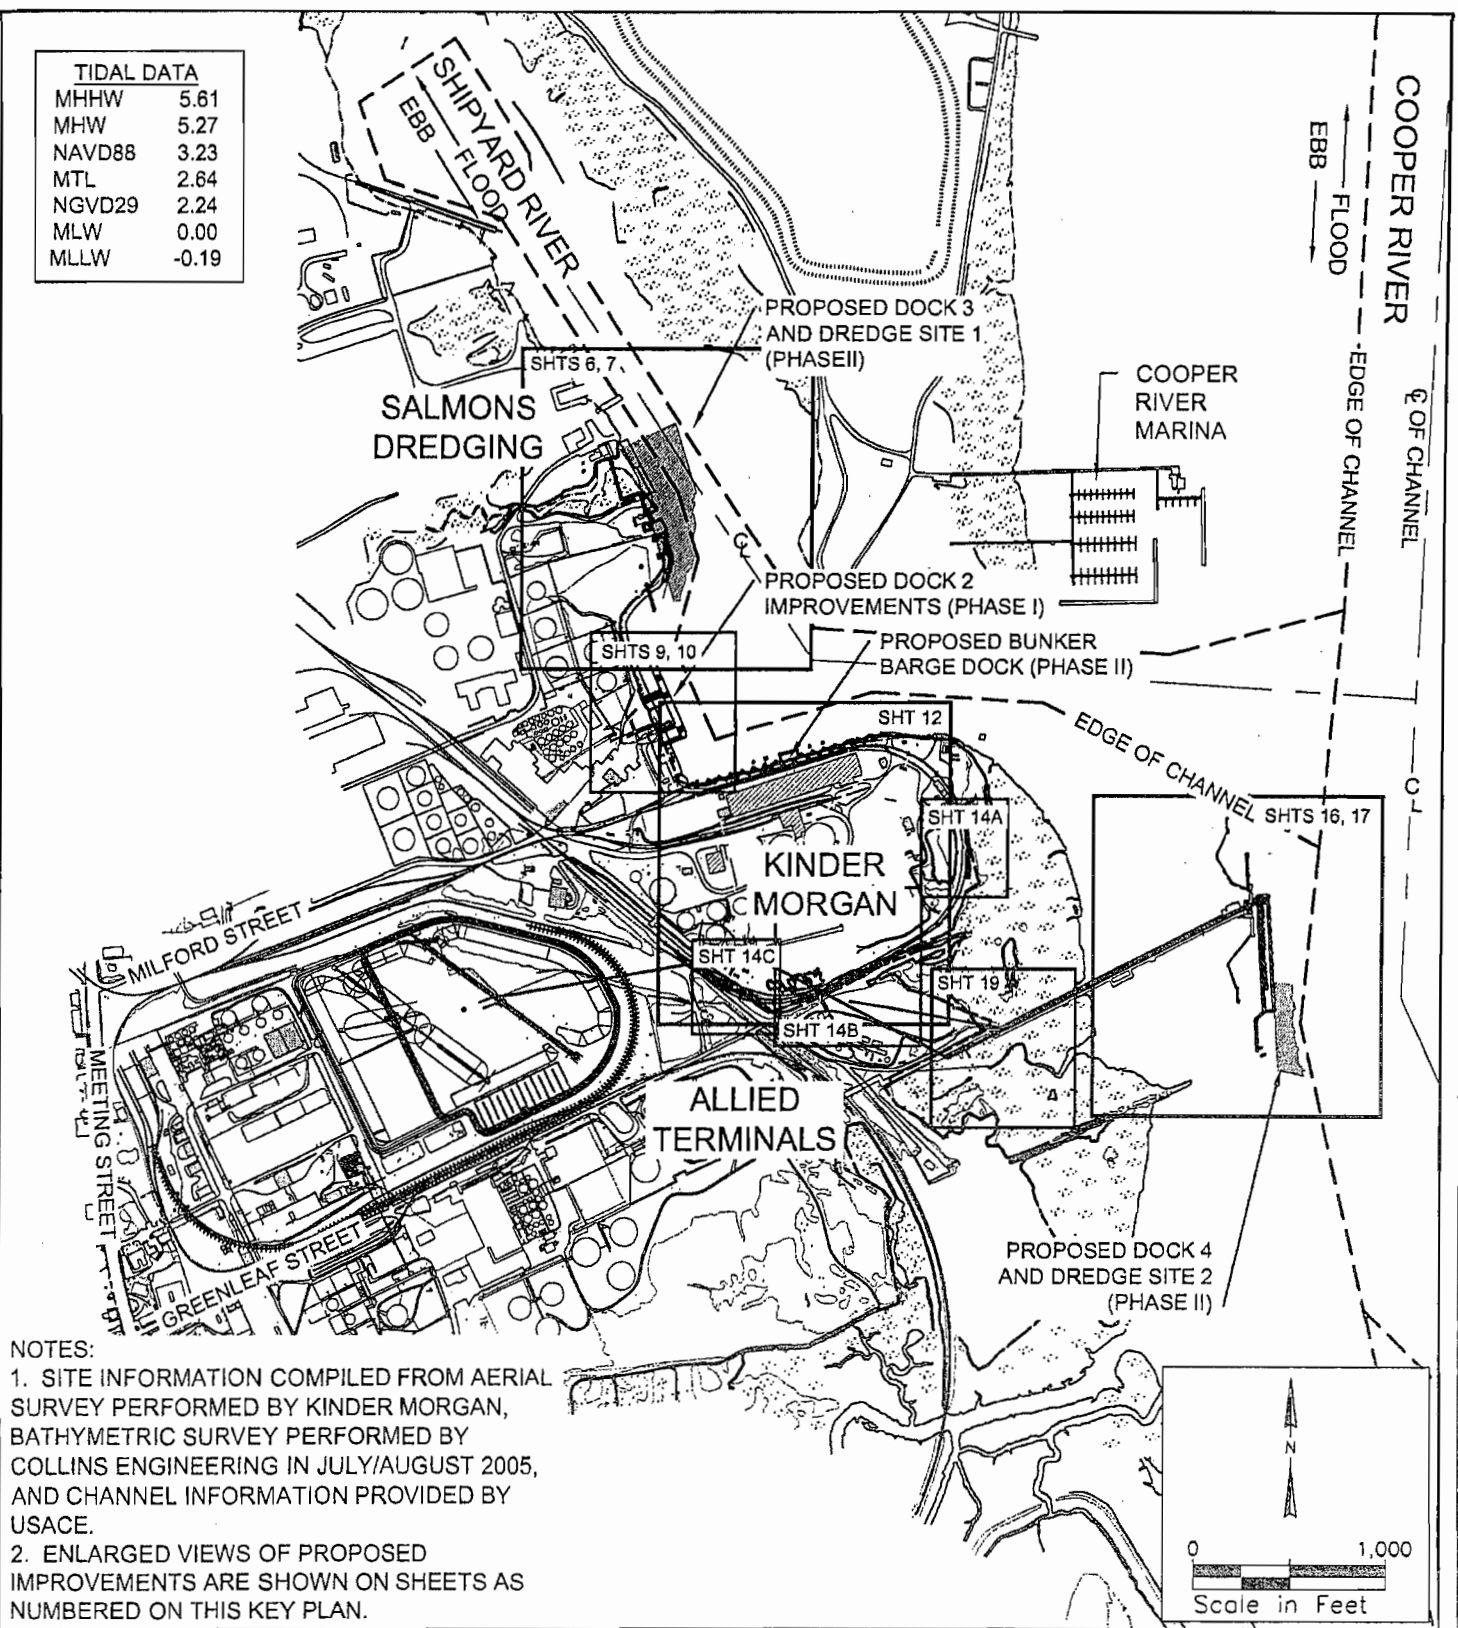 TIDAL DATA
MHHW 5.61
MHW 5.27
NAVD88 3.23
MTL 2.64
NGVD29 2.24
MLW 0.00
MLLW -0.19
SHIPYARD RIVER
EBB
FLOOD
COOPER RIVER
EBB
FLOOD
EDGE OF CHANNEL
℄ OF CHANNEL
PROPOSED DOCK 3
AND DREDGE SITE 1
(PHASEII)
SHTS 6, 7
SALMONS
DREDGING
COOPER
RIVER
MARINA
PROPOSED DOCK 2
IMPROVEMENTS (PHASE I)
SHTS 9, 10
PROPOSED BUNKER
BARGE DOCK (PHASE II)
SHT 12
EDGE OF CHANNEL
SHTS 16, 17
SHT 14A
KINDER
MORGAN
SHT 14C
SHT 19
SHT 14B
MILFORD STREET
MEETING STREET
ALLIED
TERMINALS
GREENLEAF STREET
PROPOSED DOCK 4
AND DREDGE SITE 2
(PHASE II)
NOTES:
1. SITE INFORMATION COMPILED FROM AERIAL
SURVEY PERFORMED BY KINDER MORGAN,
BATHYMETRIC SURVEY PERFORMED BY
COLLINS ENGINEERING IN JULY/AUGUST 2005,
AND CHANNEL INFORMATION PROVIDED BY
USACE.
2. ENLARGED VIEWS OF PROPOSED
IMPROVEMENTS ARE SHOWN ON SHEETS AS
NUMBERED ON THIS KEY PLAN.
N
0 1,000
Scale in Feet